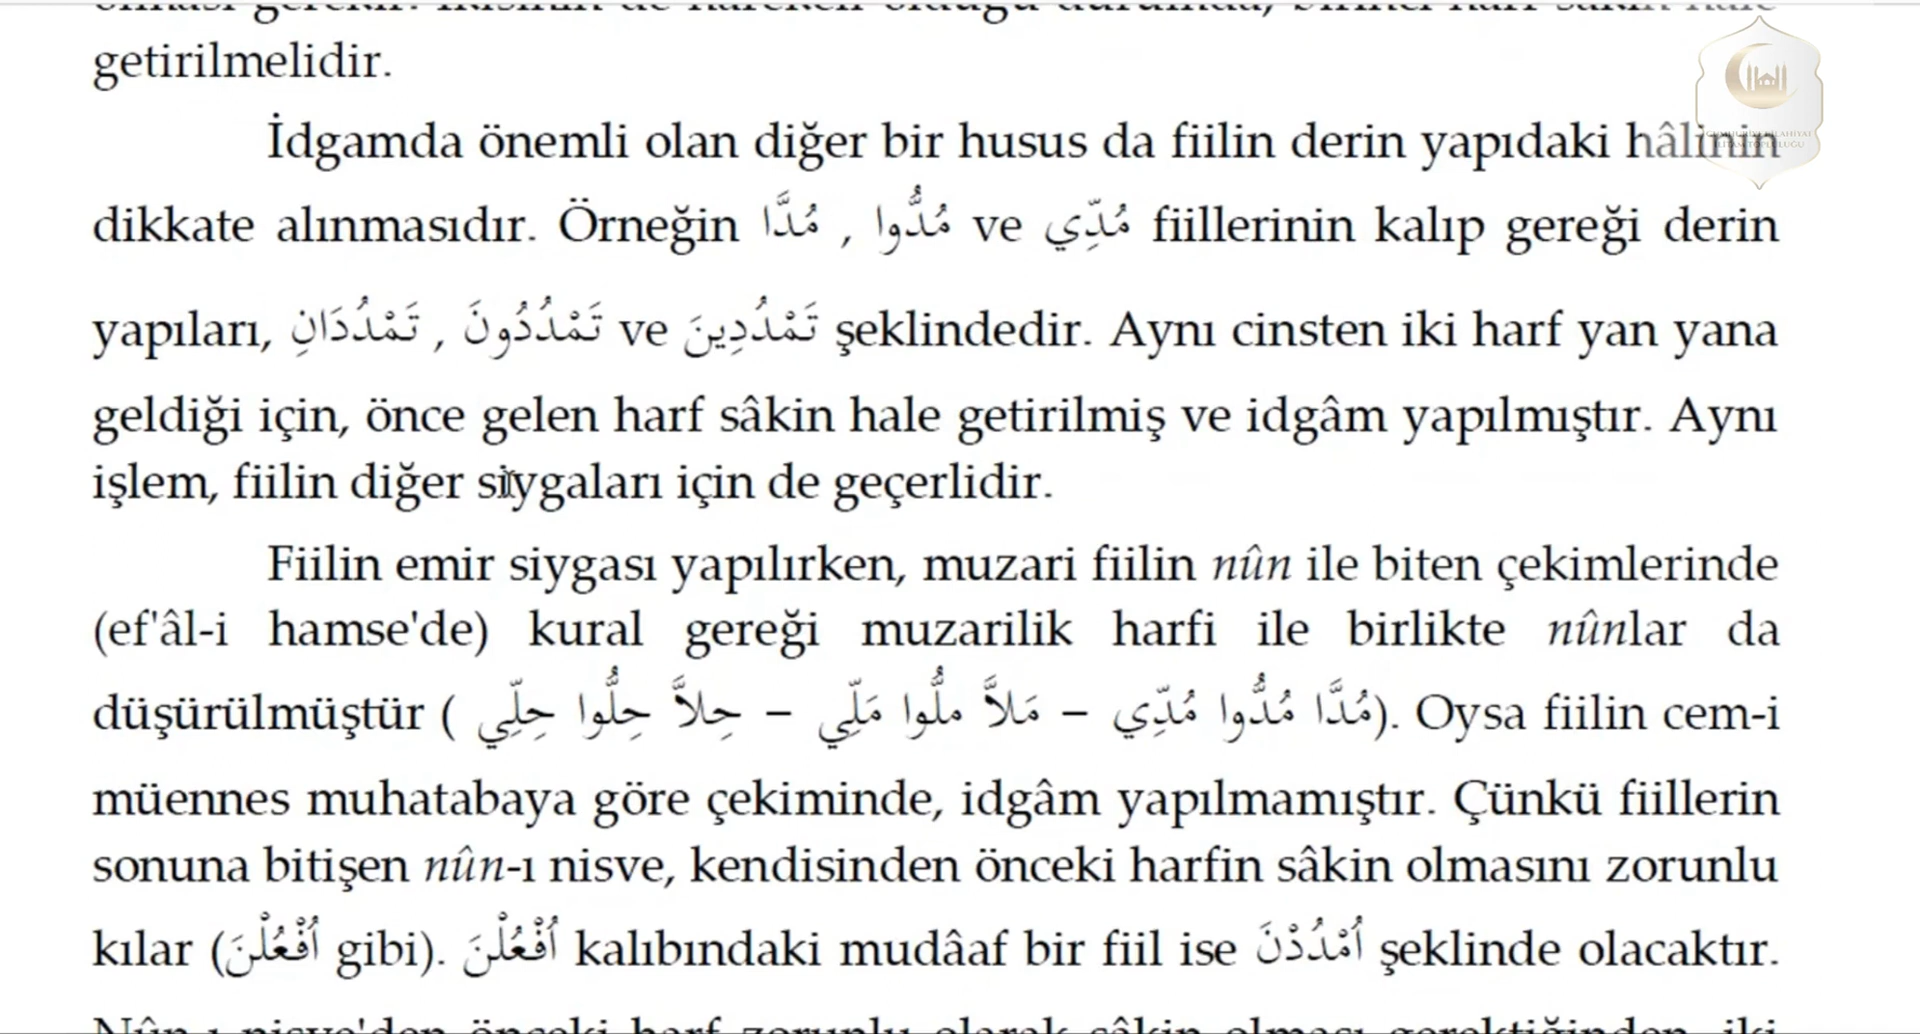 getirilmelidir.
İdgamda önemli olan diğer bir husus da fiilin derin yapıdaki hâlinin
dikkate alınmasıdır. Örneğin مُدَّا , مُدُّوا ve مُدِّي fiillerinin kalıp gereği derin
yapıları, تَمْدُدَانِ , تَمْدُدُونَ ve تَمْدُدِينَ şeklindedir. Aynı cinsten iki harf yan yana
geldiği için, önce gelen harf sâkin hale getirilmiş ve idgâm yapılmıştır. Aynı
işlem, fiilin diğer siygaları için de geçerlidir.
Fiilin emir siygası yapılırken, muzari fiilin nûn ile biten çekimlerinde
(ef'âl-i hamse'de) kural gereği muzarilik harfi ile birlikte nûnlar da
düşürülmüştür ( مُدَّا مُدُّوا مُدِّي – مَلاَّ ملُّوا مَلِّي – حِلاَّ حِلُّوا حِلِّي). Oysa fiilin cem-i
müennes muhatabaya göre çekiminde, idgâm yapılmamıştır. Çünkü fiillerin
sonuna bitişen nûn-ı nisve, kendisinden önceki harfin sâkin olmasını zorunlu
kılar (اُفْعُلْنَ gibi). اُفْعُلْنَ kalıbındaki mudâaf bir fiil ise اُمْدُدْنَ şeklinde olacaktır.